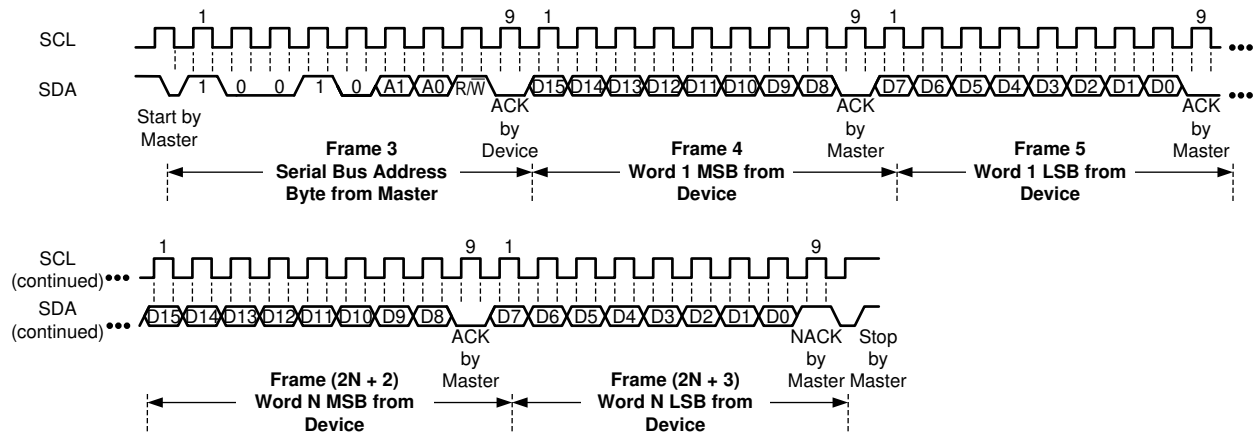 1 9 1 9 1 9
SCL
SDA 1 0 0 1 0 A1 A0 R/W̅ D15 D14 D13 D12 D11 D10 D9 D8 D7 D6 D5 D4 D3 D2 D1 D0
Start by
Master
ACK
by
Device
ACK
by
Master
ACK
by
Master
Frame 3
Serial Bus Address
Byte from Master
Frame 4
Word 1 MSB from
Device
Frame 5
Word 1 LSB from
Device
1 9 1 9
SCL
(continued)
SDA
(continued)
D15 D14 D13 D12 D11 D10 D9 D8 D7 D6 D5 D4 D3 D2 D1 D0
ACK
by
Master
NACK
by
Master
Stop
by
Master
Frame (2N + 2)
Word N MSB from
Device
Frame (2N + 3)
Word N LSB from
Device